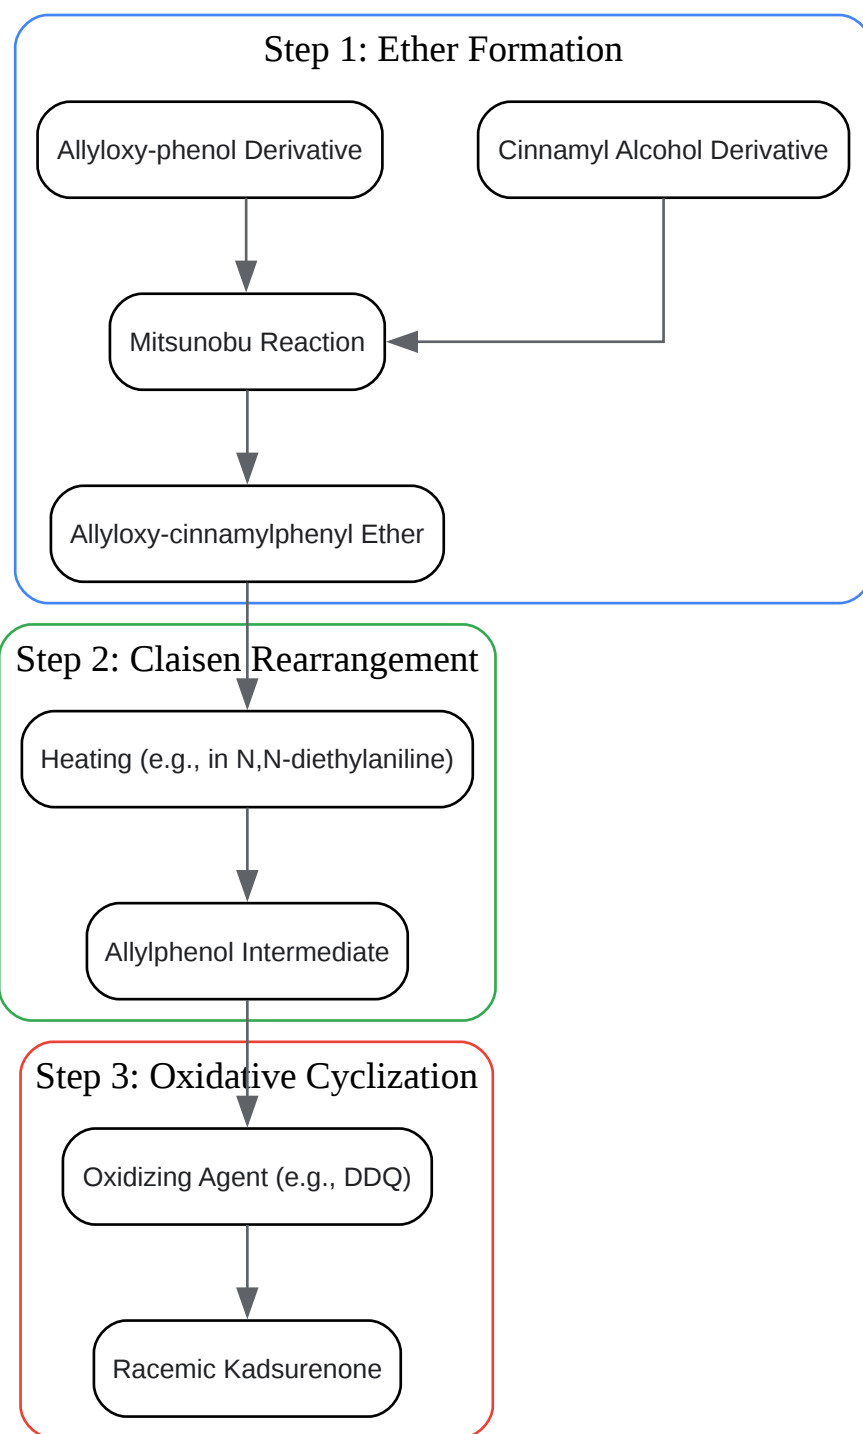 Step 1: Ether Formation
Allyloxy-phenol Derivative
Cinnamyl Alcohol Derivative
Mitsunobu Reaction
Allyloxy-cinnamylphenyl Ether
Step 2: Claisen Rearrangement
Heating (e.g., in N,N-diethylaniline)
Allylphenol Intermediate
Step 3: Oxidative Cyclization
Oxidizing Agent (e.g., DDQ)
Racemic Kadsurenone